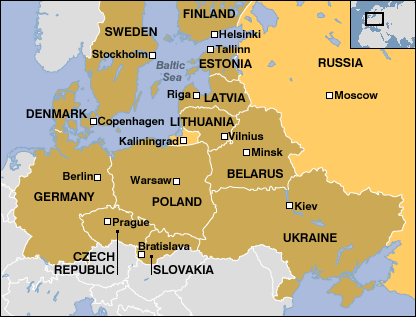 FINLAND
SWEDEN
Helsinki
Stockholm
Tallinn
Baltic
Sea
ESTONIA
RUSSIA
Riga
LATVIA
Moscow
DENMARK
Copenhagen
LITHUANIA
Kaliningrad
Vilnius
Minsk
Berlin
Warsaw
BELARUS
GERMANY
POLAND
Kiev
Prague
UKRAINE
Bratislava
CZECH
REPUBLIC
SLOVAKIA